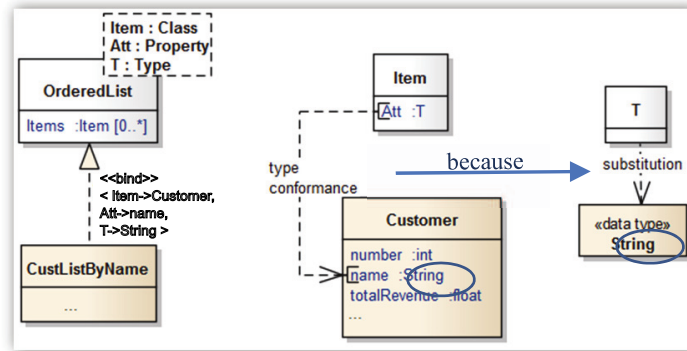 Item : Class
Att : Property
T : Type
OrderedList
Items :Item [0..*]
<<bind>>
< Item->Customer,
Att->name,
T->String >
CustListByName
...
Item
Att :T
type
conformance
Customer
number :int
name :String
totalRevenue :float
...
because
T
substitution
«data type»
String